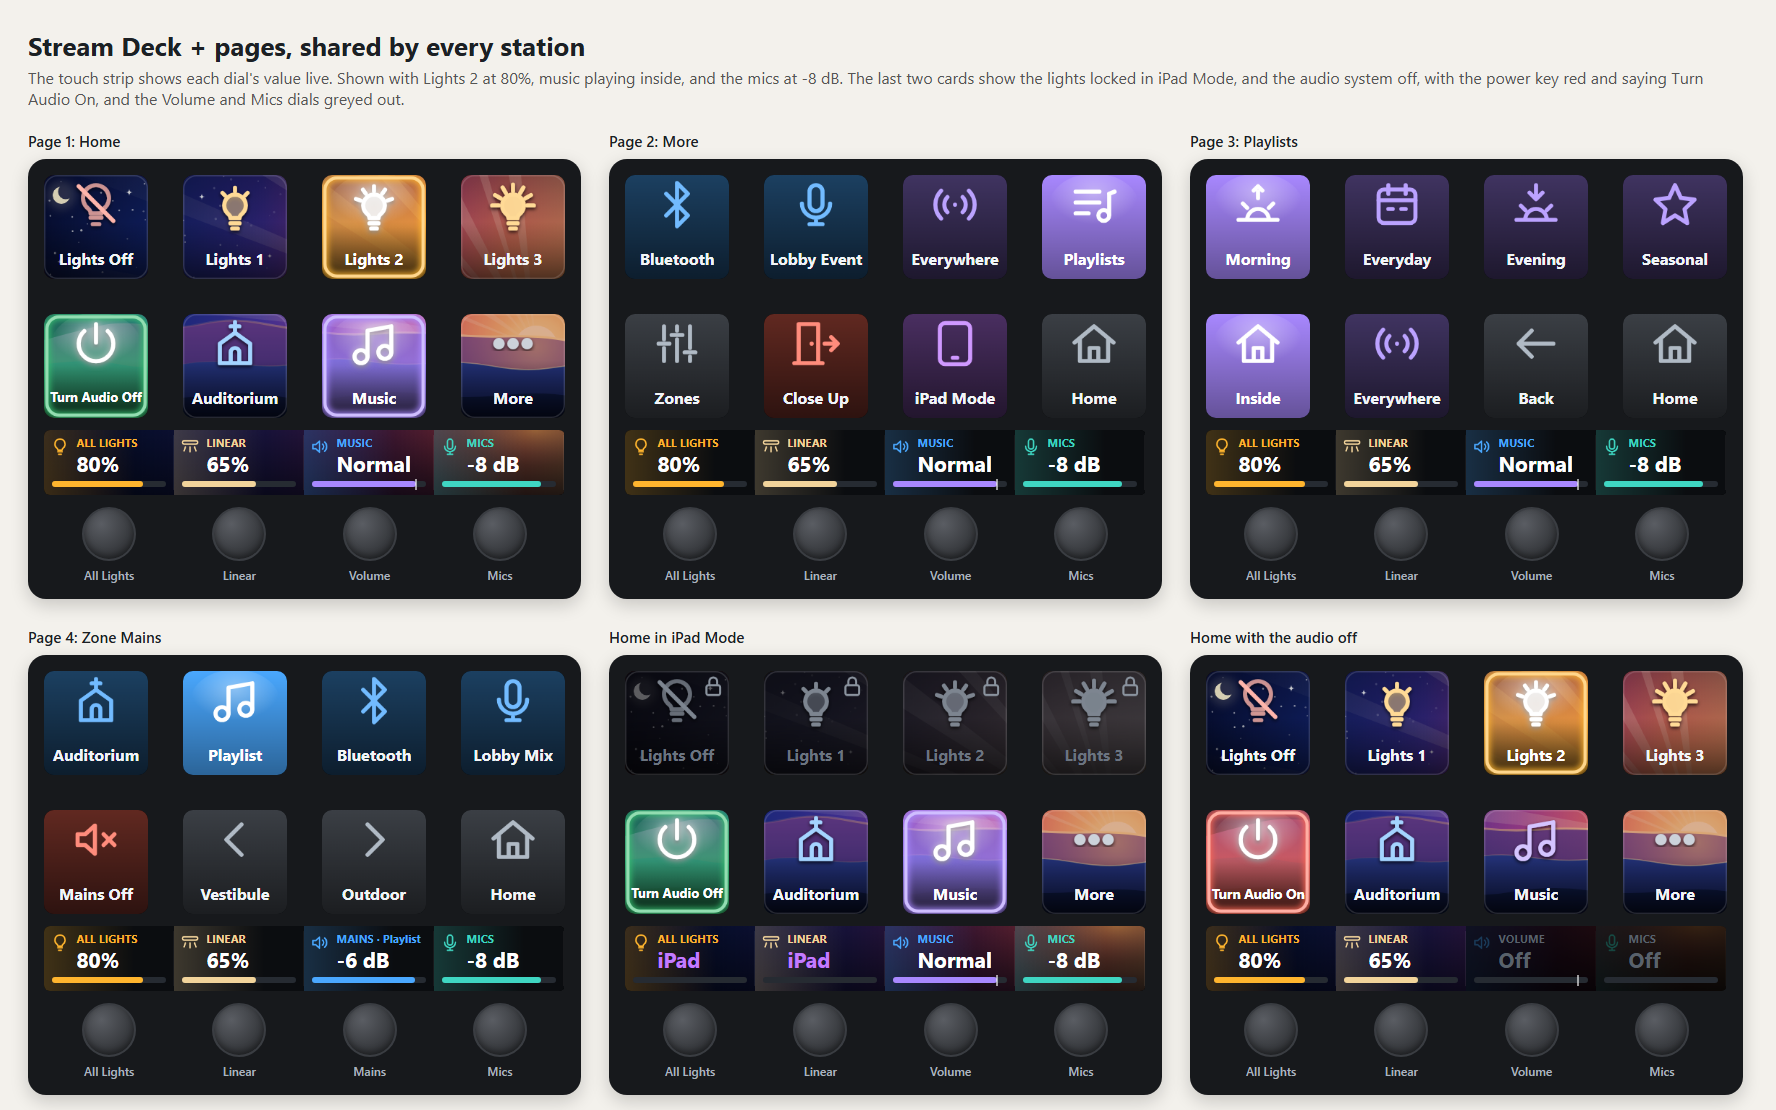 Stream Deck + pages, shared by every station
The touch strip shows each dial's value live. Shown with Lights 2 at 80%, music playing inside, and the mics at -8 dB. The last two cards show the lights locked in iPad Mode, and the audio system off, with the power key red and saying Turn
Audio On, and the Volume and Mics dials greyed out.
Page 1: Home
Lights Off
Lights 1
Lights 2
Lights 3
Turn Audio Off
Auditorium
Music
More
ALL LIGHTS
80%
LINEAR
65%
MUSIC
Normal
MICS
-8 dB
All Lights
Linear
Volume
Mics
Page 2: More
Bluetooth
Lobby Event
Everywhere
Playlists
Zones
Close Up
iPad Mode
Home
ALL LIGHTS
80%
LINEAR
65%
MUSIC
Normal
MICS
-8 dB
All Lights
Linear
Volume
Mics
Page 3: Playlists
Morning
Everyday
Evening
Seasonal
Inside
Everywhere
Back
Home
ALL LIGHTS
80%
LINEAR
65%
MUSIC
Normal
MICS
-8 dB
All Lights
Linear
Volume
Mics
Page 4: Zone Mains
Auditorium
Playlist
Bluetooth
Lobby Mix
Mains Off
Vestibule
Outdoor
Home
ALL LIGHTS
80%
LINEAR
65%
MAINS · Playlist
-6 dB
MICS
-8 dB
All Lights
Linear
Mains
Mics
Home in iPad Mode
Lights Off
Lights 1
Lights 2
Lights 3
Turn Audio Off
Auditorium
Music
More
ALL LIGHTS
iPad
LINEAR
iPad
MUSIC
Normal
MICS
-8 dB
All Lights
Linear
Volume
Mics
Home with the audio off
Lights Off
Lights 1
Lights 2
Lights 3
Turn Audio On
Auditorium
Music
More
ALL LIGHTS
80%
LINEAR
65%
VOLUME
Off
MICS
Off
All Lights
Linear
Volume
Mics